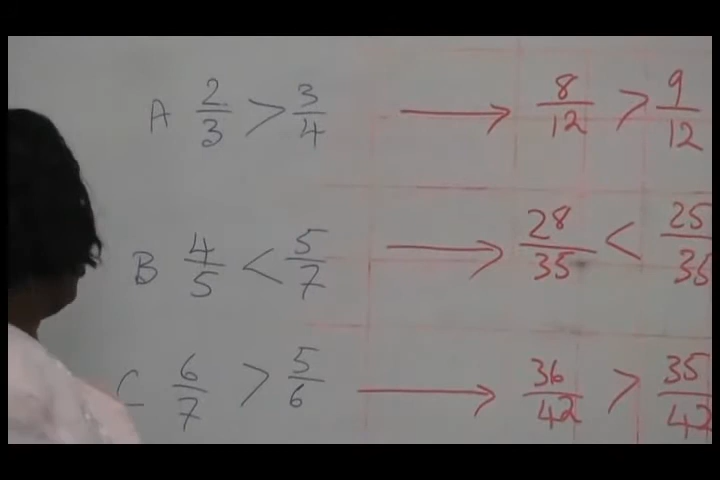 A 2/3 > 3/4 → 8/12 > 9/12
B 4/5 < 5/7 → 28/35 < 25/35
C 6/7 > 5/6 → 36/42 > 35/42